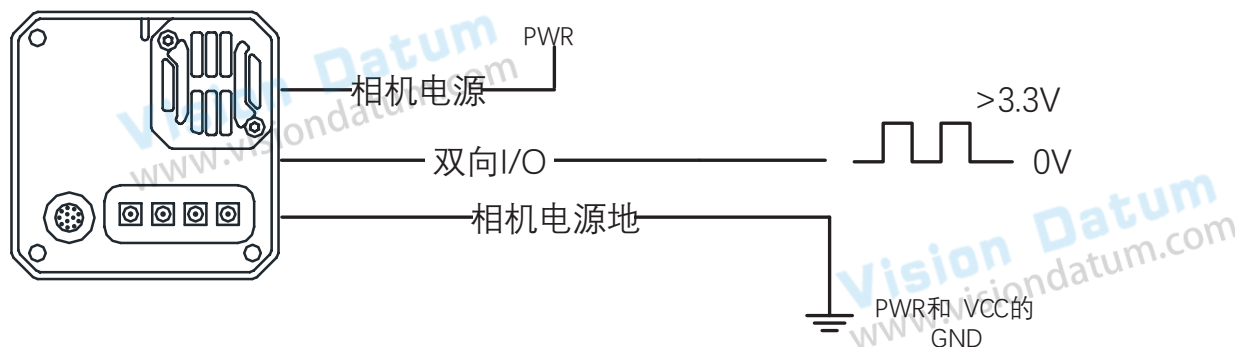 PWR
相机电源
>3.3V
双向I/O
0V
相机电源地
PWR和 VCC的
GND
Vision Datum
www.visiondatum.com
Vision Datum
www.visiondatum.com